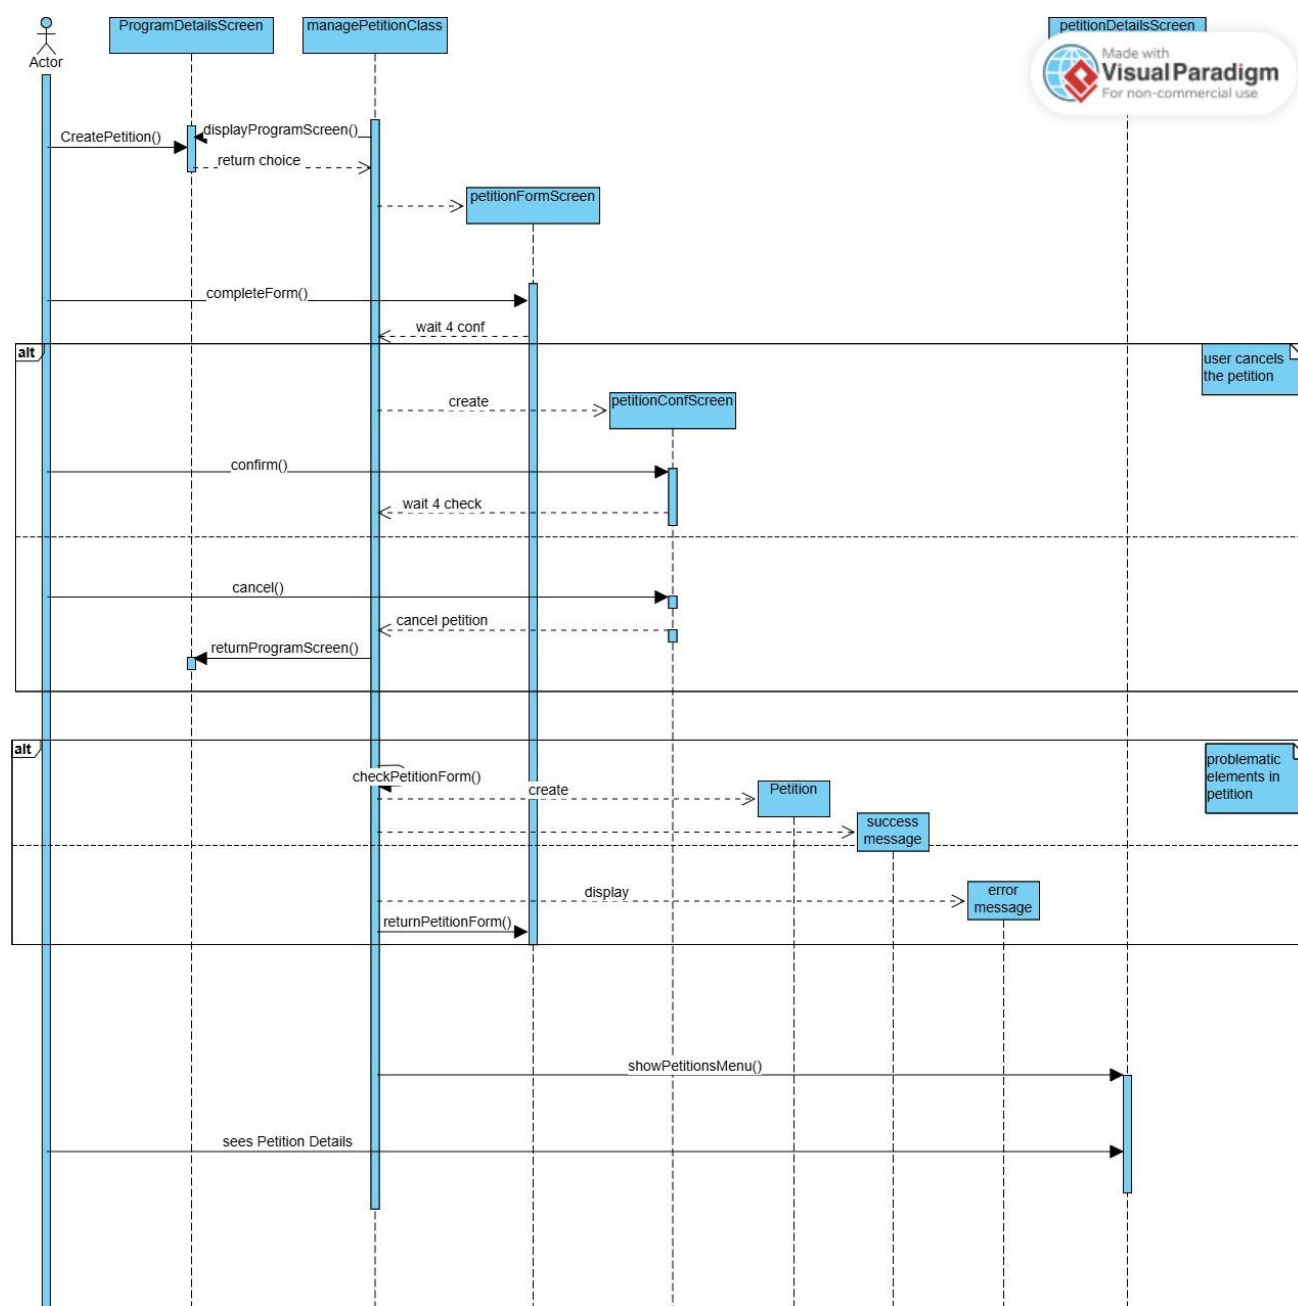 ProgramDetailsScreen
managePetitionClass
petitionDetailsScreen
Made with
Visual Paradigm
For non-commercial use
Actor
displayProgramScreen()
CreatePetition()
return choice
petitionFormScreen
completeForm()
wait 4 conf
alt
user cancels
the petition
create
petitionConfScreen
confirm()
wait 4 check
cancel()
cancel petition
returnProgramScreen()
alt
problematic
elements in
petition
checkPetitionForm()
create
Petition
success
message
display
error
message
returnPetitionForm()
showPetitionsMenu()
sees Petition Details